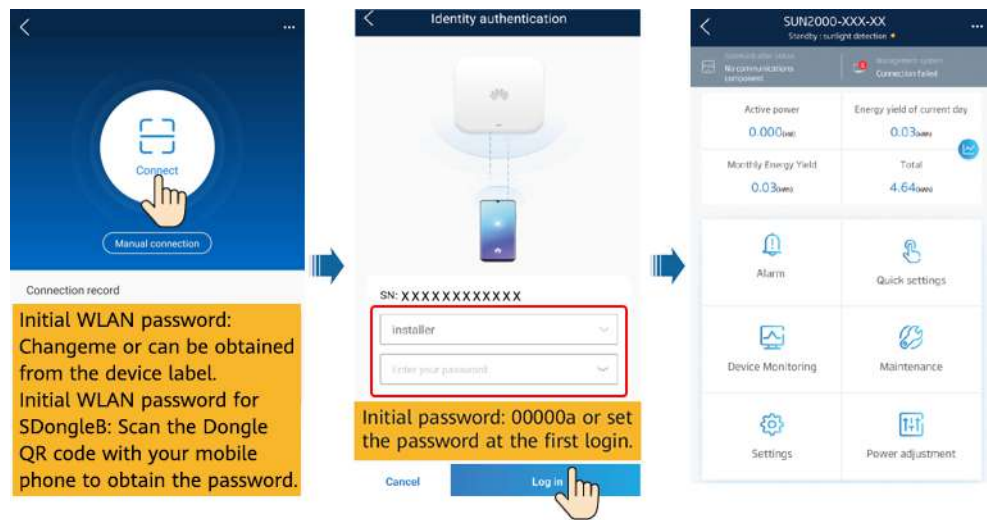 Connect
Manual connection
Connection record
Initial WLAN password:
Changeme or can be obtained
from the device label.
Initial WLAN password for
SDongleB: Scan the Dongle
QR code with your mobile
phone to obtain the password.
Identity authentication
SN: XXXXXXXXXXXX
installer
Enter your password
Initial password: 00000a or set
the password at the first login.
Cancel
Log in
SUN2000-XXX-XX
Standby : sunlight detection
No communications
component
Management system
Connection failed
Active power
0.000
Energy yield of current day
0.03
Monthly Energy Yield
0.03
Total
4.64
Alarm
Quick settings
Device Monitoring
Maintenance
Settings
Power adjustment